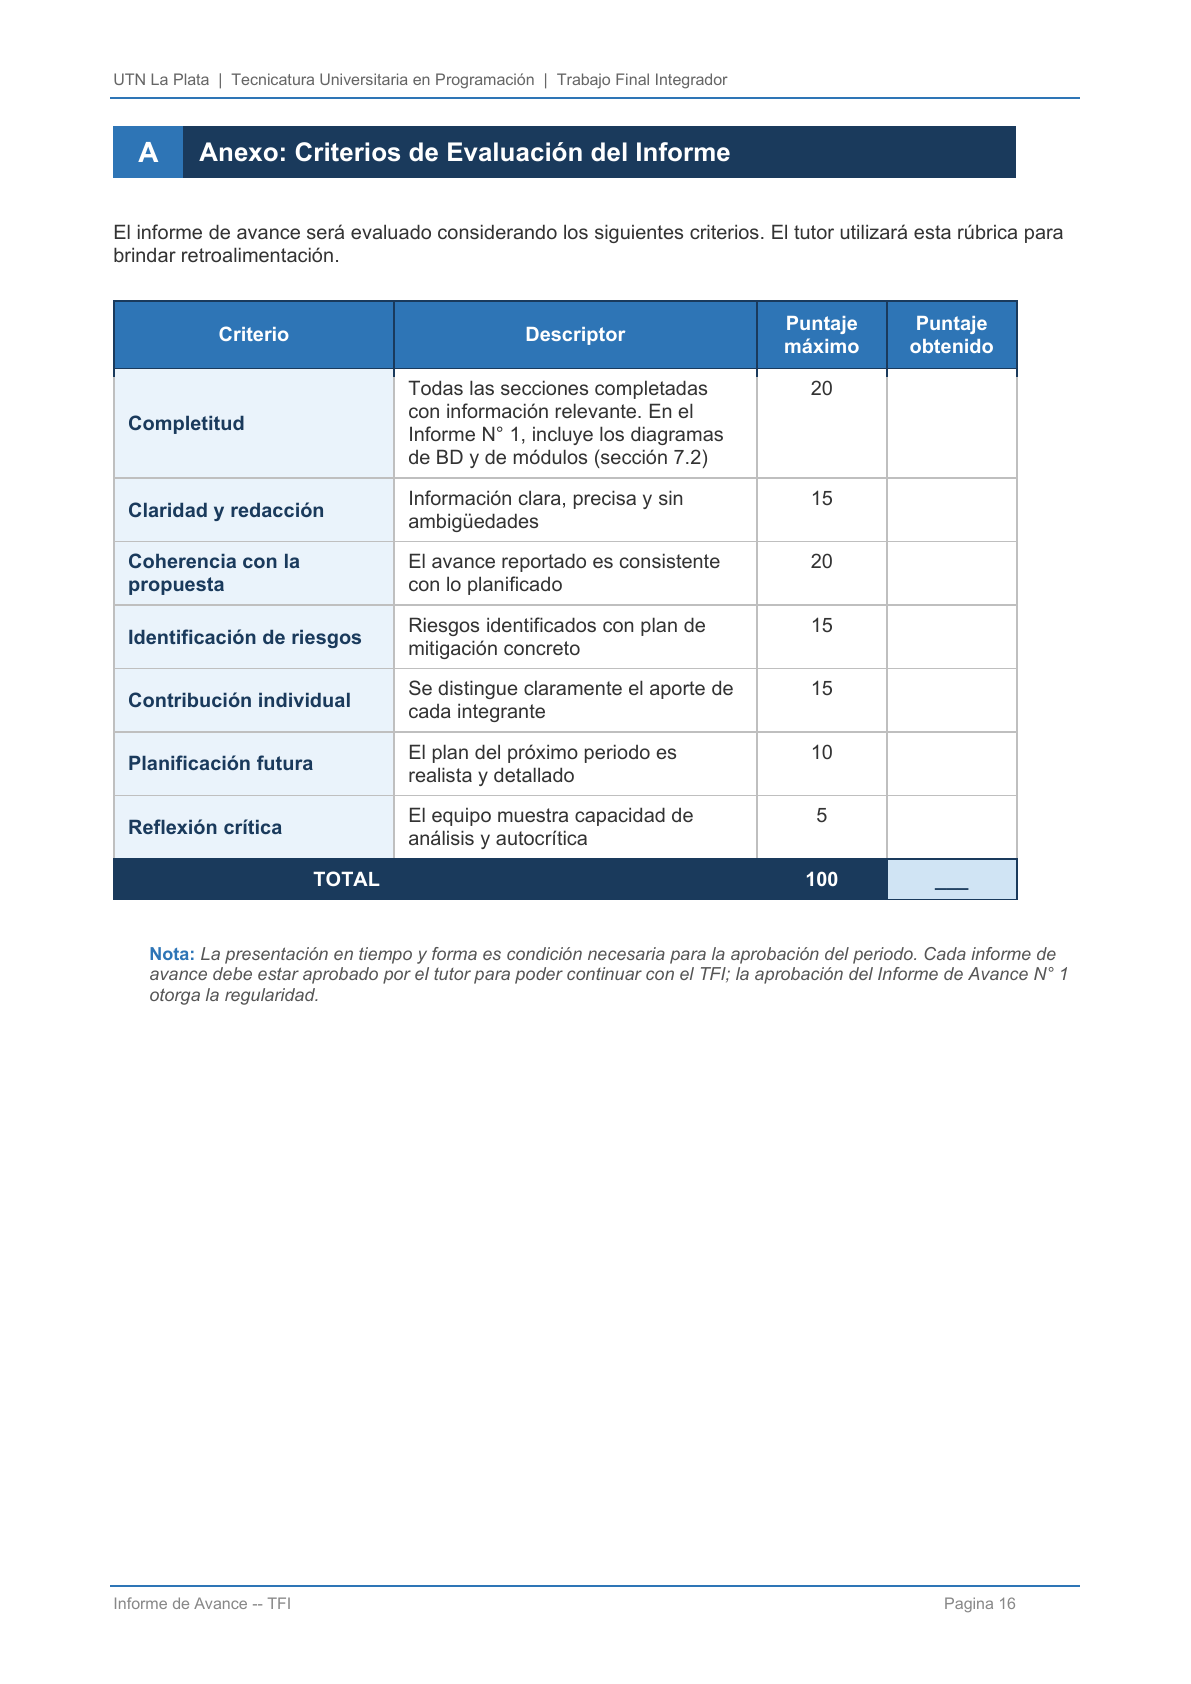 UTN La Plata | Tecnicatura Universitaria en Programación | Trabajo Final Integrador
A Anexo: Criterios de Evaluación del Informe
El informe de avance será evaluado considerando los siguientes criterios. El tutor utilizará esta rúbrica para
brindar retroalimentación.
Criterio Descriptor Puntaje máximo Puntaje obtenido
Completitud
Todas las secciones completadas
con información relevante. En el
Informe N° 1, incluye los diagramas
de BD y de módulos (sección 7.2)
20
Claridad y redacción
Información clara, precisa y sin
ambigüedades
15
Coherencia con la
propuesta
El avance reportado es consistente
con lo planificado
20
Identificación de riesgos
Riesgos identificados con plan de
mitigación concreto
15
Contribución individual
Se distingue claramente el aporte de
cada integrante
15
Planificación futura
El plan del próximo periodo es
realista y detallado
10
Reflexión crítica
El equipo muestra capacidad de
análisis y autocrítica
5
TOTAL 100 ___
Nota: La presentación en tiempo y forma es condición necesaria para la aprobación del periodo. Cada informe de
avance debe estar aprobado por el tutor para poder continuar con el TFI; la aprobación del Informe de Avance N° 1
otorga la regularidad.
Informe de Avance -- TFI Pagina 16